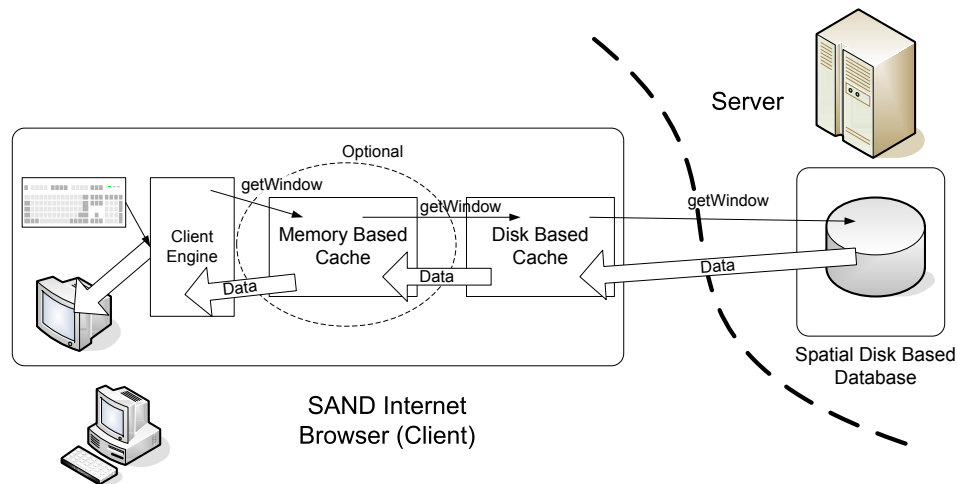 Server
Optional
getWindow
getWindow
getWindow
Client
Engine
Memory Based
Cache
Disk Based
Cache
Data
Data
Data
Spatial Disk Based
Database
SAND Internet
Browser (Client)